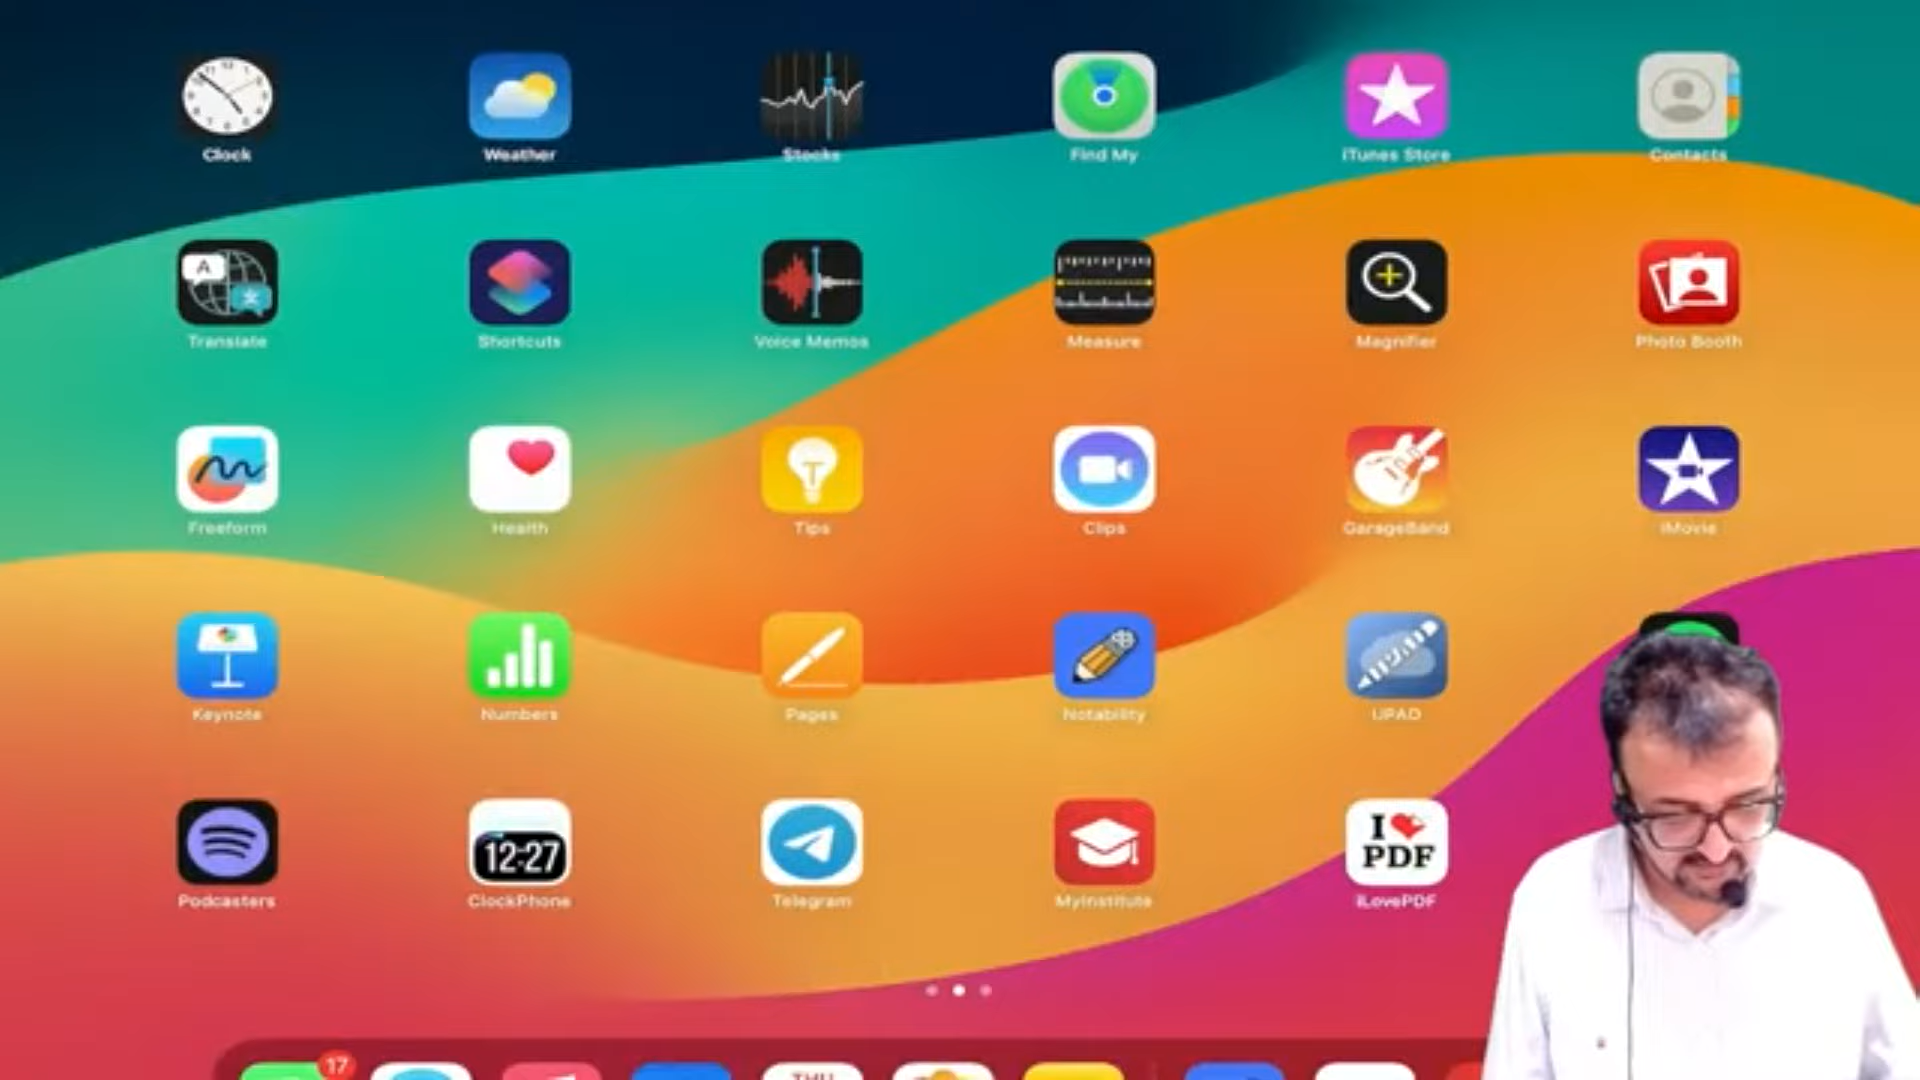 Clock
Weather
Stocks
Find My
iTunes Store
Contacts
A
Translate
Shortcuts
Voice Memos
Measure
Magnifier
Photo Booth
Freeform
Health
Tips
Clips
GarageBand
iMovie
Keynote
Numbers
Pages
Notability
UPAD
12:27
I
PDF
Podcasters
ClockPhone
Telegram
MyInstitute
iLovePDF
17
THU